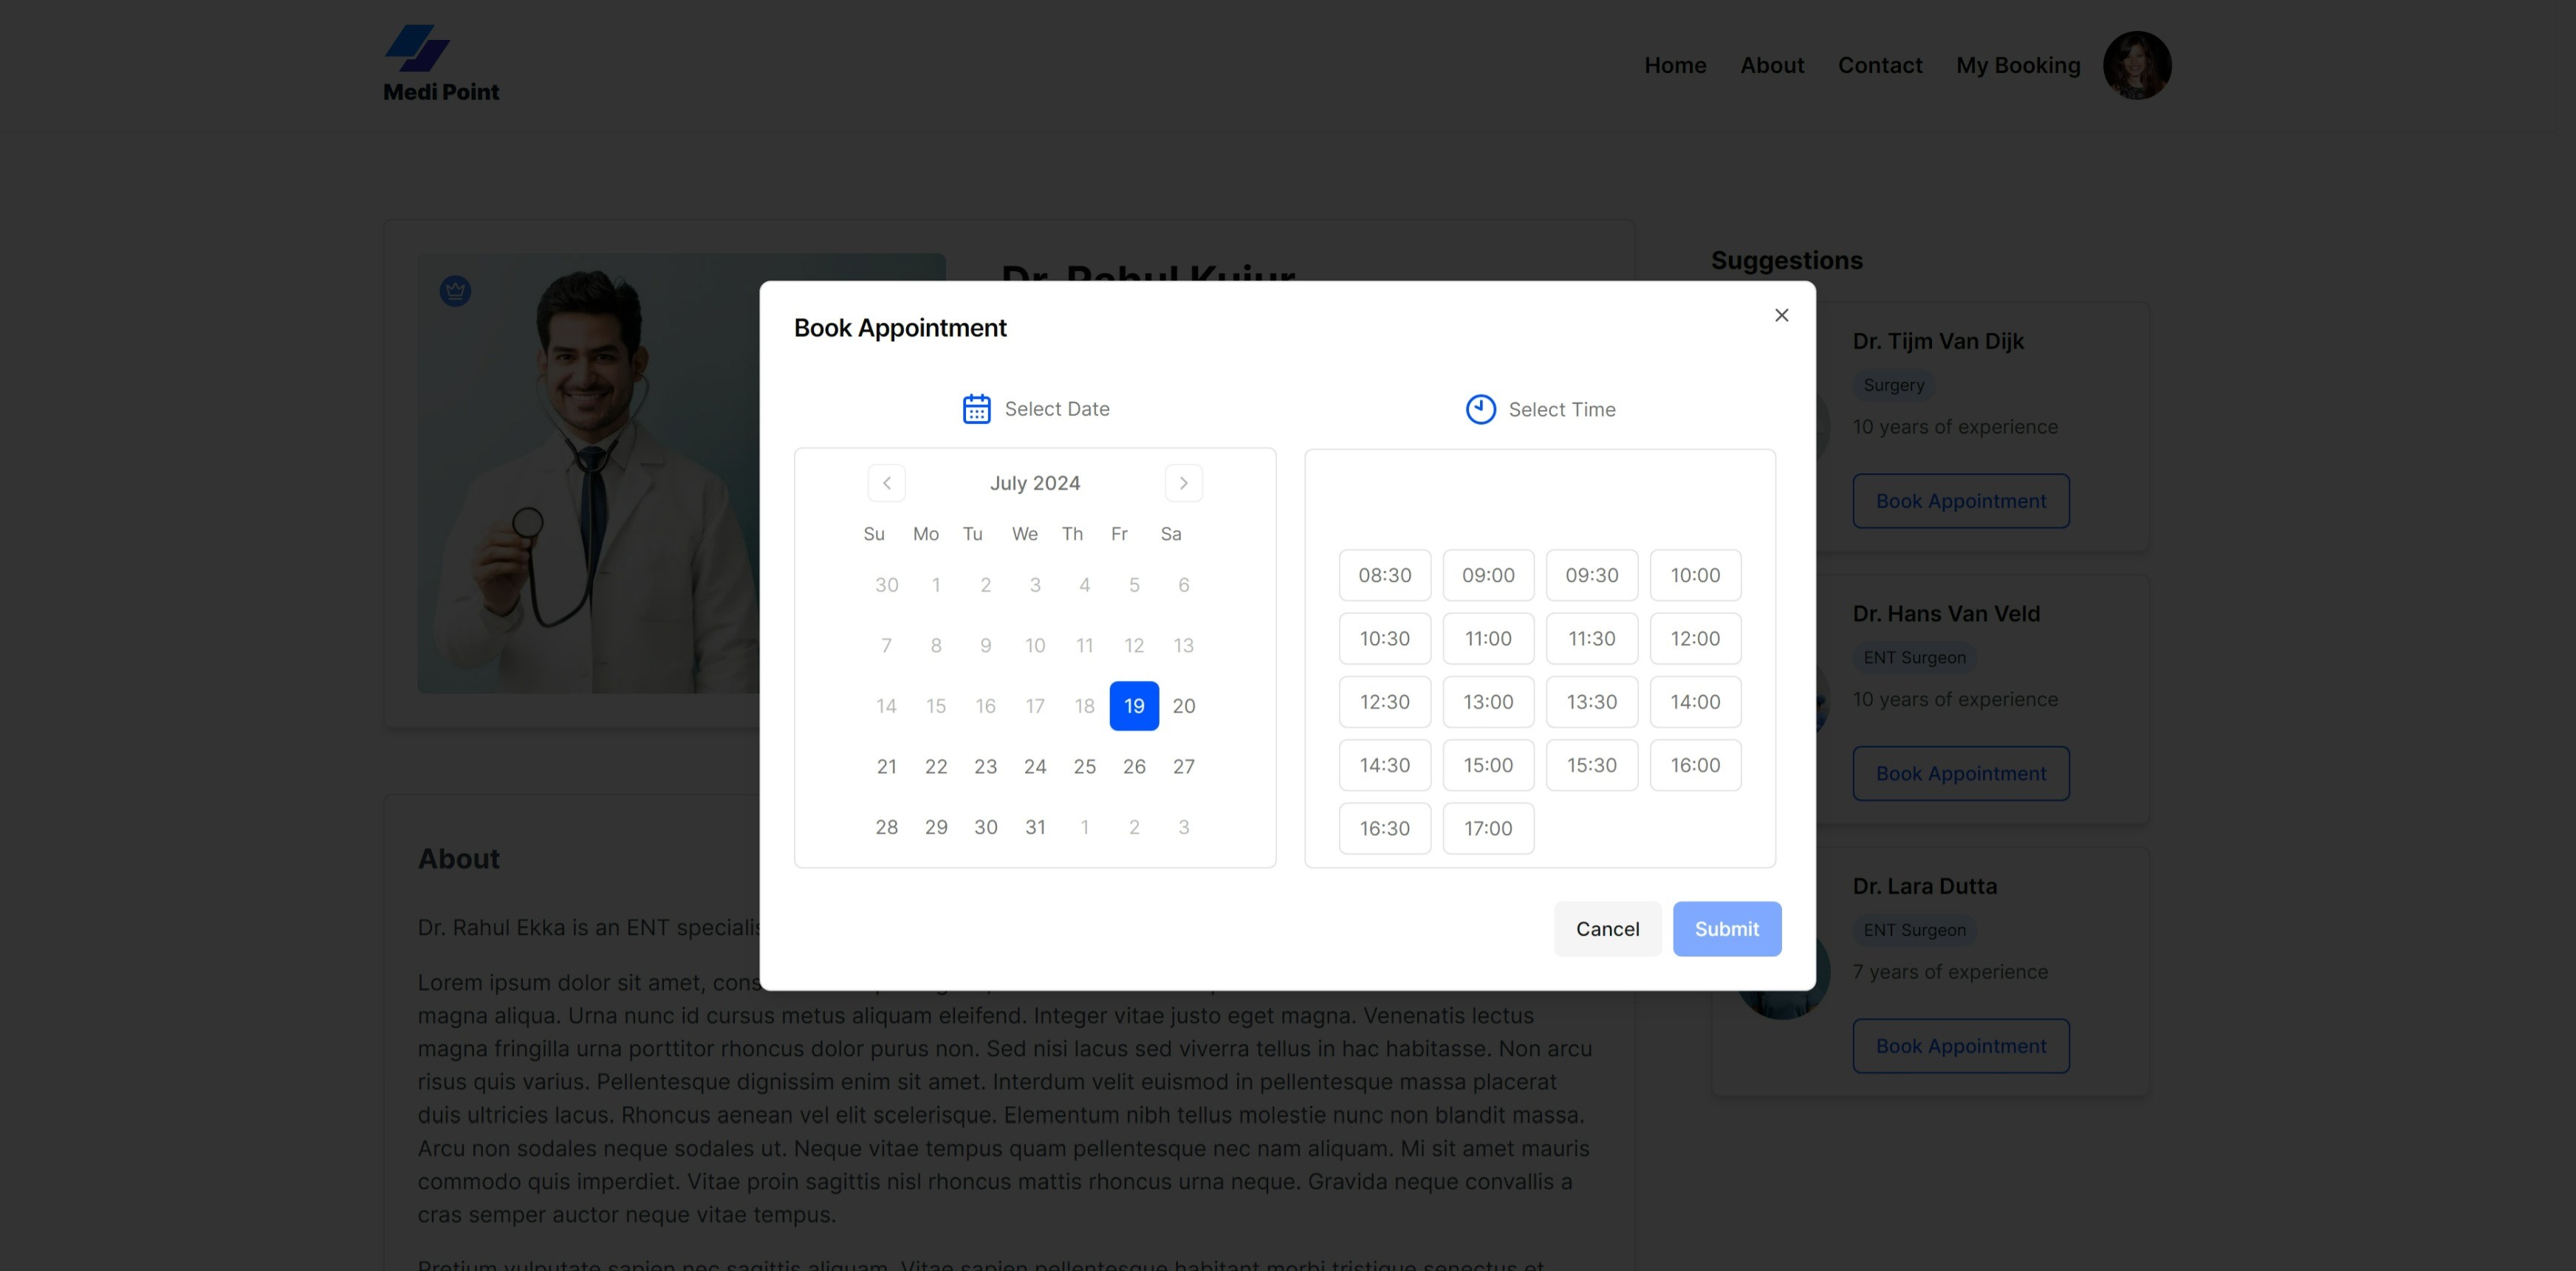 Medi Point
Home About Contact My Booking
Dr. Rahul Kujur
Book Appointment
Select Date
July 2024
Su Mo Tu We Th Fr Sa
30 1 2 3 4 5 6
7 8 9 10 11 12 13
14 15 16 17 18 19 20
21 22 23 24 25 26 27
28 29 30 31 1 2 3
Select Time
08:30 09:00 09:30 10:00
10:30 11:00 11:30 12:00
12:30 13:00 13:30 14:00
14:30 15:00 15:30 16:00
16:30 17:00
Cancel Submit
Suggestions
Dr. Tijm Van Dijk
Surgery
10 years of experience
Book Appointment
Dr. Hans Van Veld
ENT Surgeon
10 years of experience
Book Appointment
Dr. Lara Dutta
ENT Surgeon
7 years of experience
Book Appointment
About
Dr. Rahul Ekka is an ENT
Lorem ipsum dolor sit amet,
magna aliqua. Urna nunc id cursus metus aliquam eleifend. Integer vitae justo eget magna. Venenatis lectus
magna fringilla urna porttitor rhoncus dolor purus non. Sed nisi lacus sed viverra tellus in hac habitasse. Non arcu
risus quis varius. Pellentesque dignissim enim sit amet. Interdum velit euismod in pellentesque massa placerat
duis ultricies lacus. Rhoncus aenean vel elit scelerisque. Elementum nibh tellus molestie nunc non blandit massa.
Arcu non sodales neque sodales ut. Neque vitae tempus quam pellentesque nec nam aliquam. Mi sit amet mauris
commodo quis imperdiet. Vitae proin sagittis nisl rhoncus mattis rhoncus urna neque. Gravida neque convallis a
cras semper auctor neque vitae tempus.
Pretium vulputate sapien nec sagittis aliquam. Vitae sapien pellentesque habitant morbi tristique senectus et